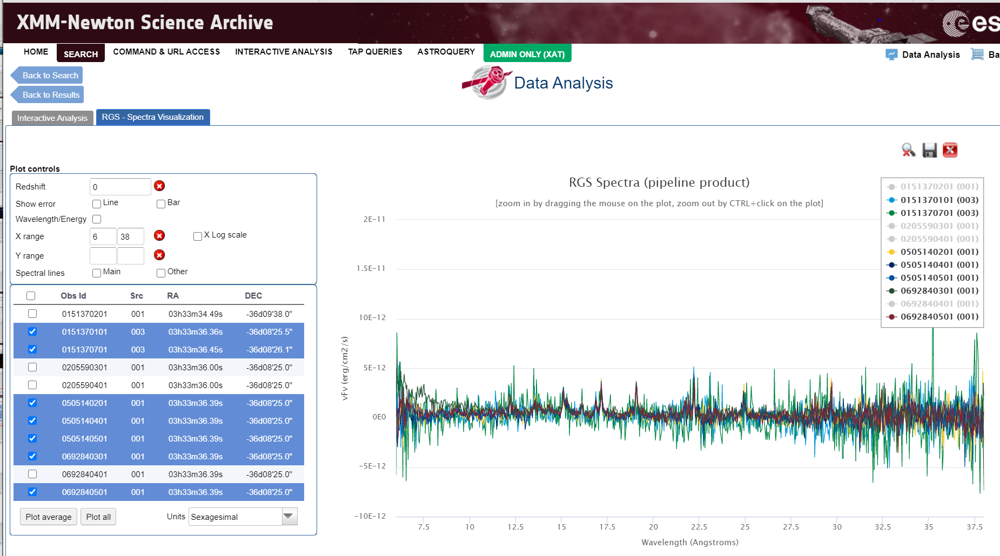 XMM-Newton Science Archive
es
HOME SEARCH COMMAND & URL ACCESS INTERACTIVE ANALYSIS TAP QUERIES ASTROQUERY ADMIN ONLY (XAT)
Data Analysis Ba
Back to Search
Data Analysis
Back to Results
Interactive Analysis RGS - Spectra Visualization
Plot controls
Redshift 0
Show error Line Bar
Wavelength/Energy
X range 6 38 X Log scale
Y range
Spectral lines Main Other
Obs Id Src RA DEC
0151370201 001 03h33m34.49s -36d09'38.0"
0151370101 003 03h33m36.36s -36d08'25.5"
0151370701 003 03h33m36.45s -36d08'26.1"
0205590301 001 03h33m36.00s -36d08'25.0"
0205590401 001 03h33m36.00s -36d08'25.0"
0505140201 001 03h33m36.39s -36d08'25.0"
0505140401 001 03h33m36.39s -36d08'25.0"
0505140501 001 03h33m36.39s -36d08'25.0"
0692840301 001 03h33m36.39s -36d08'25.0"
0692840401 001 03h33m36.39s -36d08'25.0"
0692840501 001 03h33m36.39s -36d08'25.0"
Plot average Plot all Units Sexagesimal
RGS Spectra (pipeline product)
[zoom in by dragging the mouse on the plot, zoom out by CTRL+click on the plot]
0151370201 (001)
0151370101 (003)
0151370701 (003)
0205590301 (001)
0205590401 (001)
0505140201 (001)
0505140401 (001)
0505140501 (001)
0692840301 (001)
0692840401 (001)
0692840501 (001)
vFv (erg/cm2/s)
2E-11
1.5E-11
10E-12
5E-12
0E0
-5E-12
-10E-12
7.5 10 12.5 15 17.5 20 22.5 25 27.5 30 32.5 35 37.5
Wavelength (Angstroms)